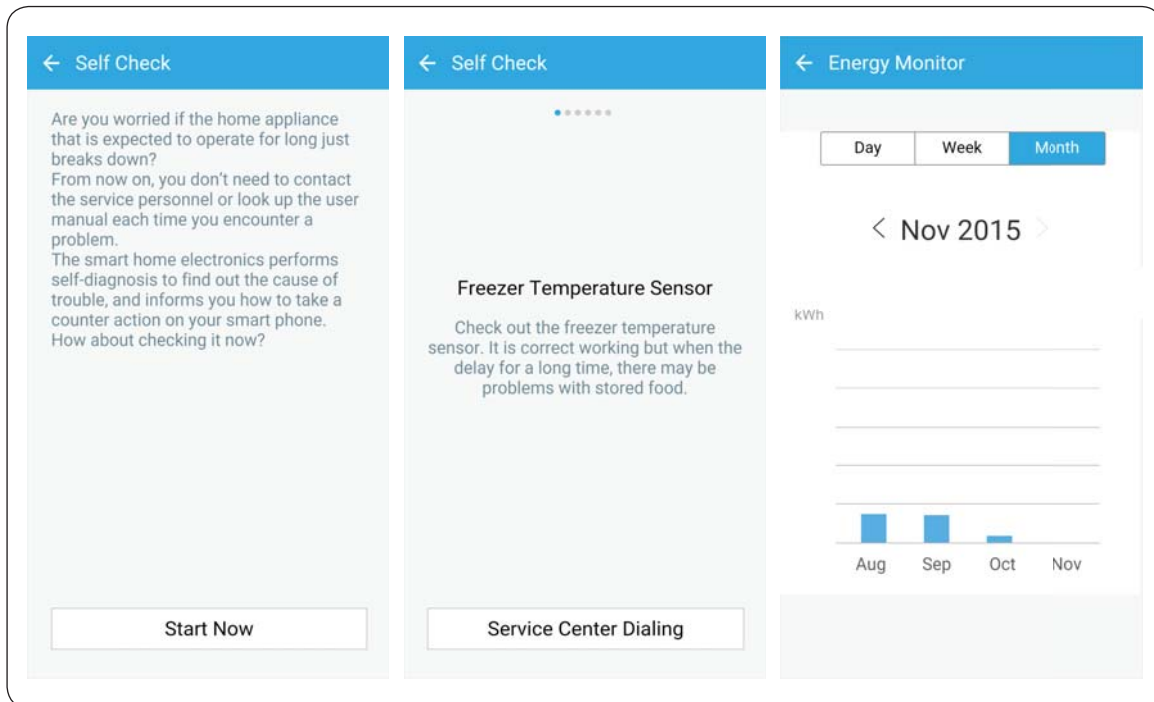 Self Check
Are you worried if the home appliance
that is expected to operate for long just
breaks down?
From now on, you don't need to contact
the service personnel or look up the user
manual each time you encounter a
problem.
The smart home electronics performs
self-diagnosis to find out the cause of
trouble, and informs you how to take a
counter action on your smart phone.
How about checking it now?
Start Now
Self Check
Freezer Temperature Sensor
Check out the freezer temperature
sensor. It is correct working but when the
delay for a long time, there may be
problems with stored food.
Service Center Dialing
Energy Monitor
Day Week Month
Nov 2015
kWh
Aug Sep Oct Nov